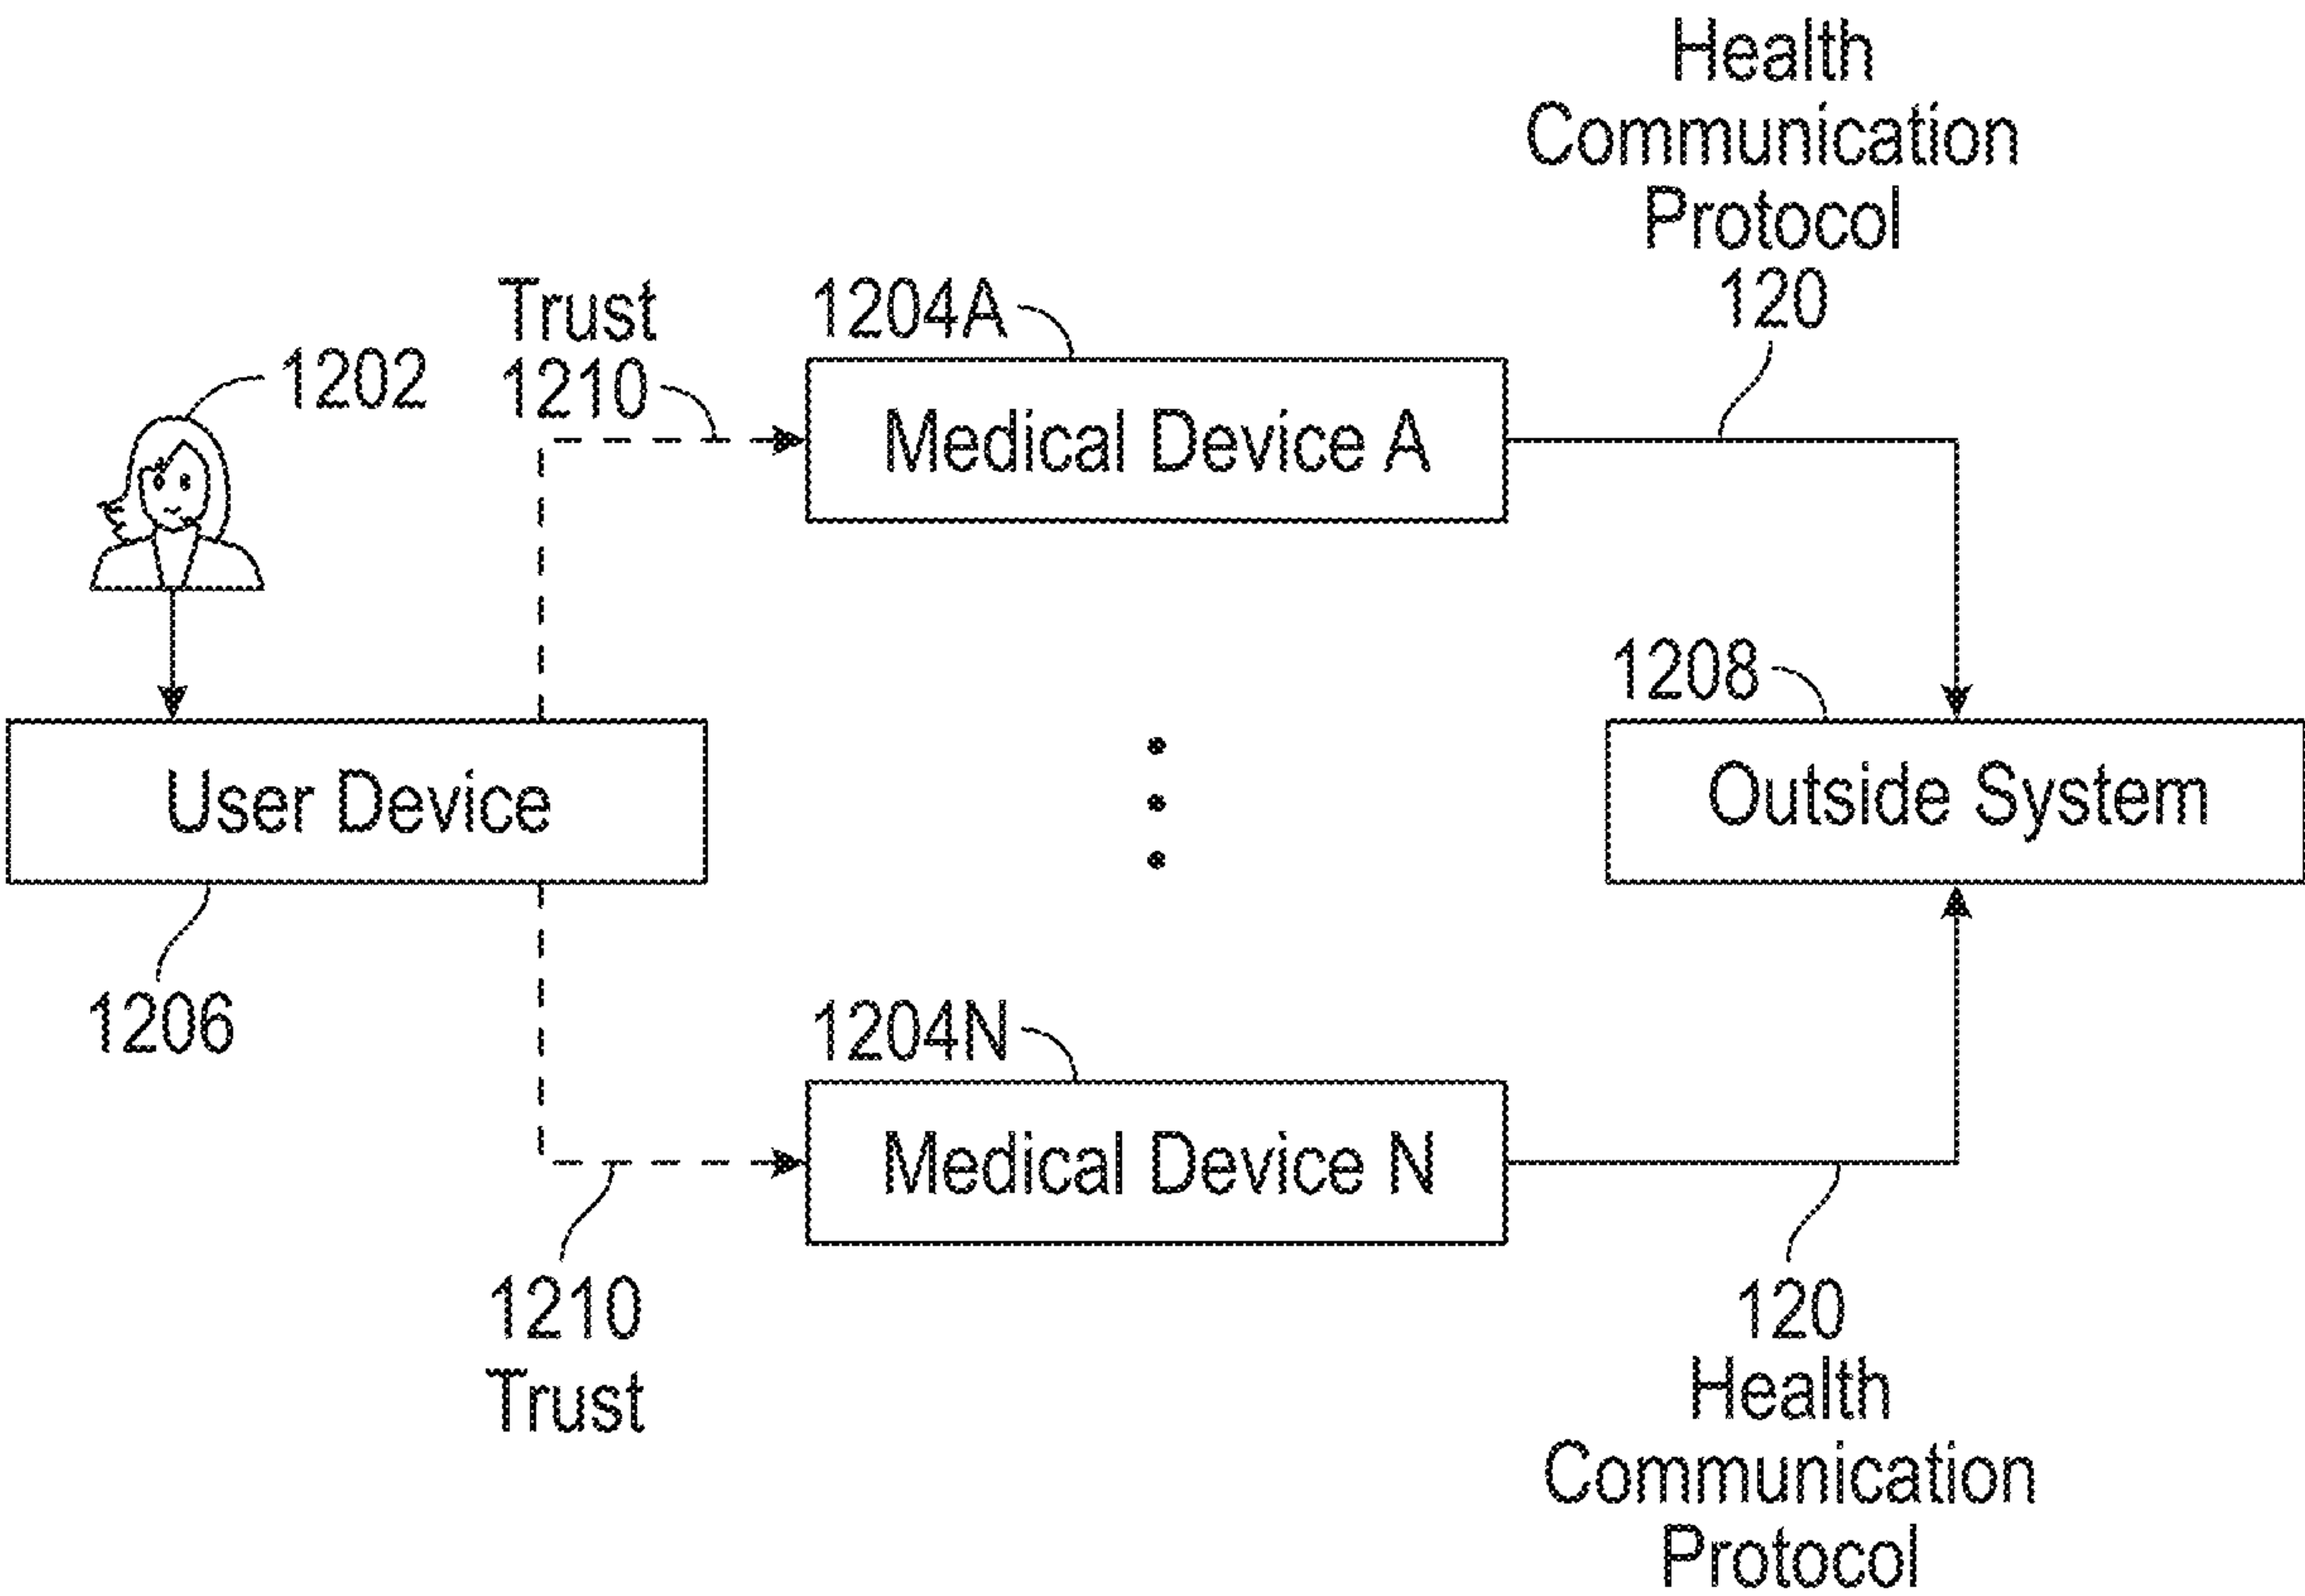 Health
Communication
Protocol
120
Trust
1210
1204A
1202
Medical Device A
1208
User Device
Outside System
1206
1204N
Medical Device N
1210
Trust
120
Health
Communication
Protocol